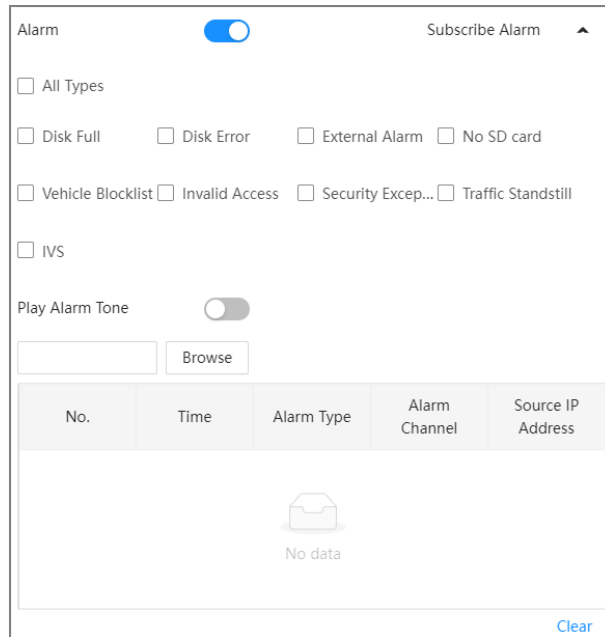 Alarm Subscribe Alarm
All Types
Disk Full Disk Error External Alarm No SD card
Vehicle Blocklist Invalid Access Security Excep... Traffic Standstill
IVS
Play Alarm Tone
Browse
No. Time Alarm Type Alarm Channel Source IP Address
No data
Clear